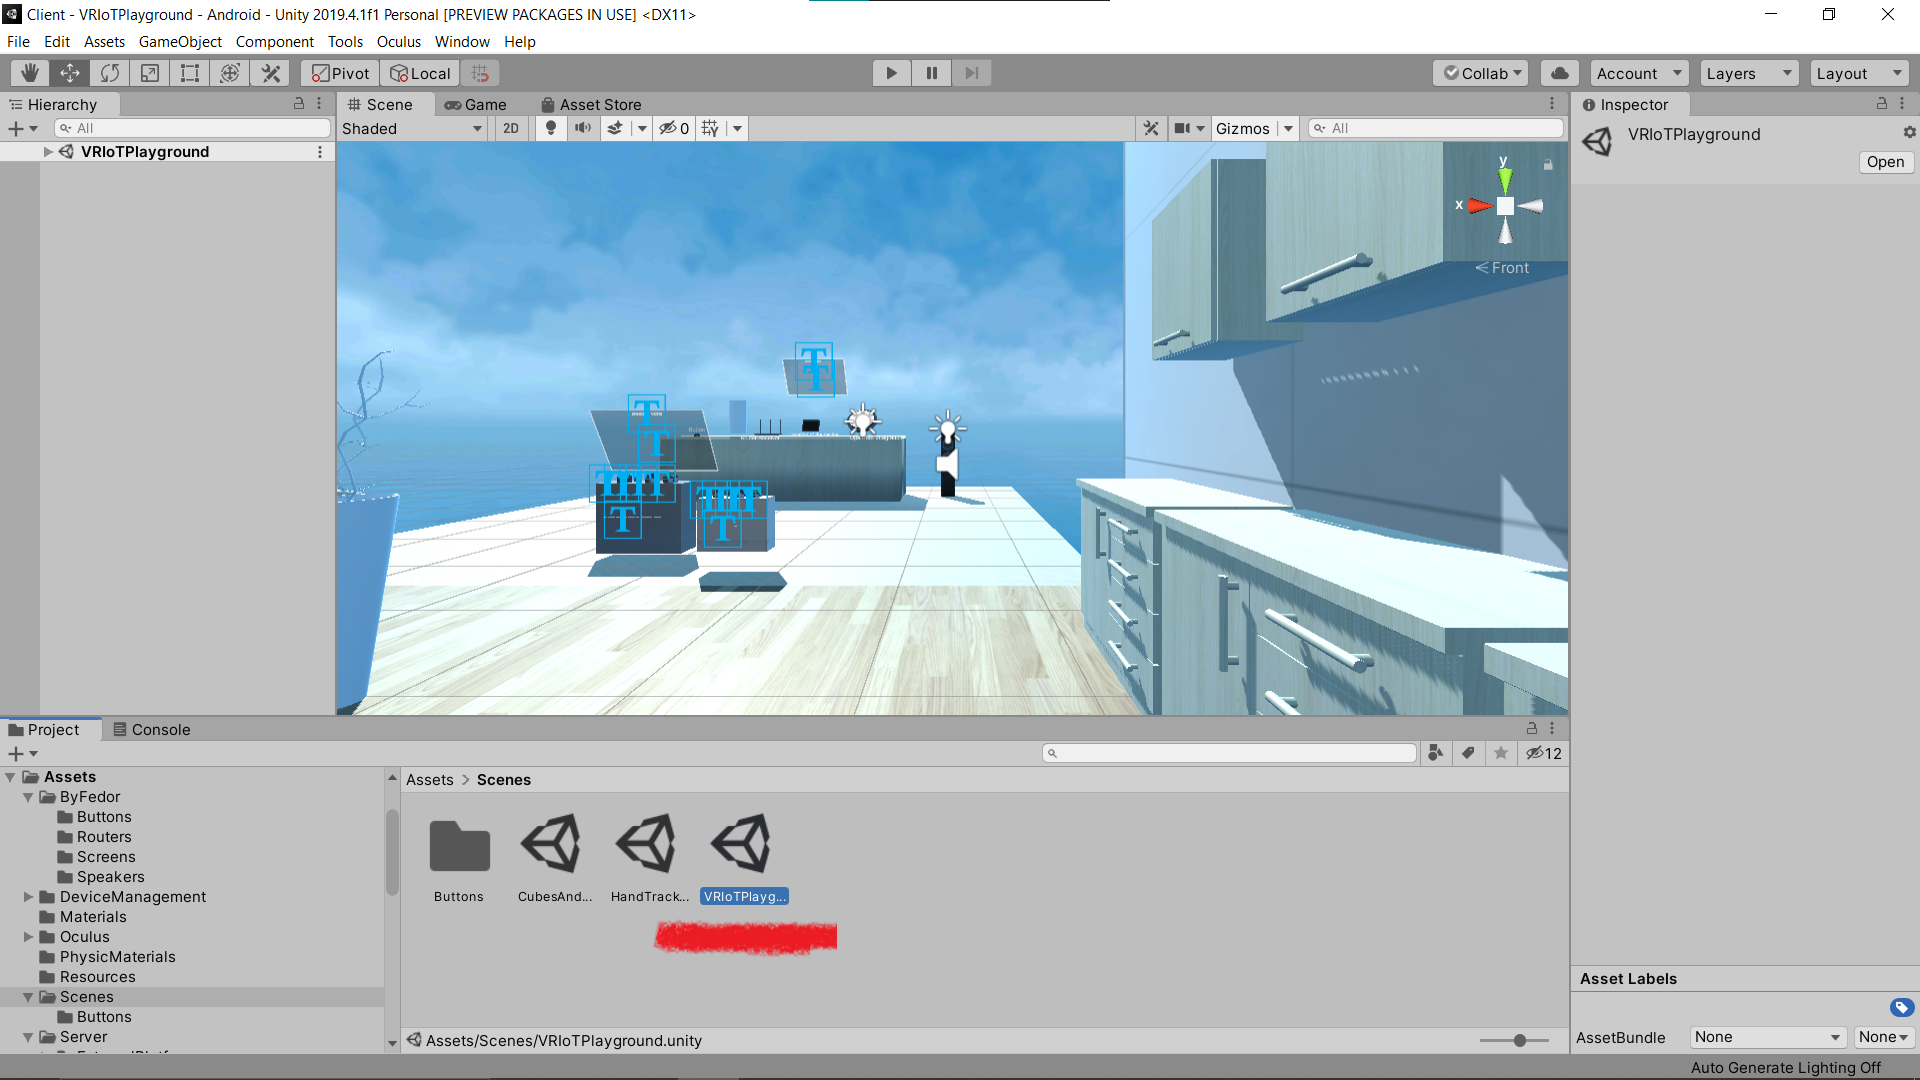 Client - VRIoTPlayground - Android - Unity 2019.4.1f1 Personal [PREVIEW PACKAGES IN USE] <DX11>
File Edit Assets GameObject Component Tools Oculus Window Help
Pivot Local Collab Account Layers Layout
Hierarchy
All
VRIoTPlayground
Scene Game Asset Store
Shaded 2D 0 Gizmos All
y
x
Front
T
T
T
T
T
T
Inspector
VRIoTPlayground
Open
Project Console
12
Assets
ByFedor
Buttons
Routers
Screens
Speakers
DeviceManagement
Materials
Oculus
PhysicMaterials
Resources
Scenes
Buttons
Server
Assets > Scenes
Buttons CubesAnd... HandTrack... VRIoTPlayg...
Assets/Scenes/VRIoTPlayground.unity
Asset Labels
AssetBundle None None
Auto Generate Lighting Off